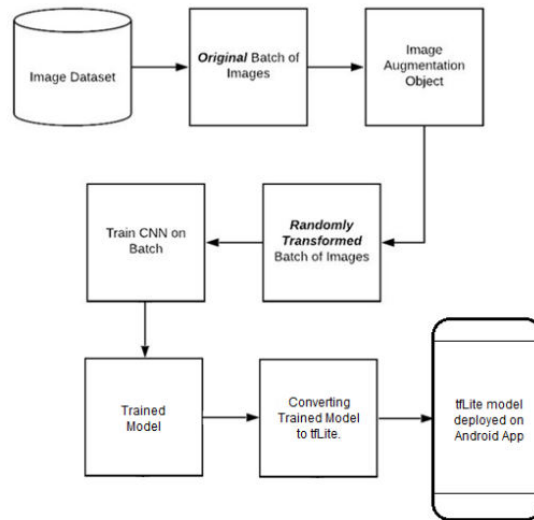 Image Dataset
Original Batch of
Images
Image
Augmentation
Object
Randomly
Transformed
Batch of Images
Train CNN on
Batch
Trained
Model
Converting
Trained Model
to tfLite.
tfLite model
deployed on
Android App